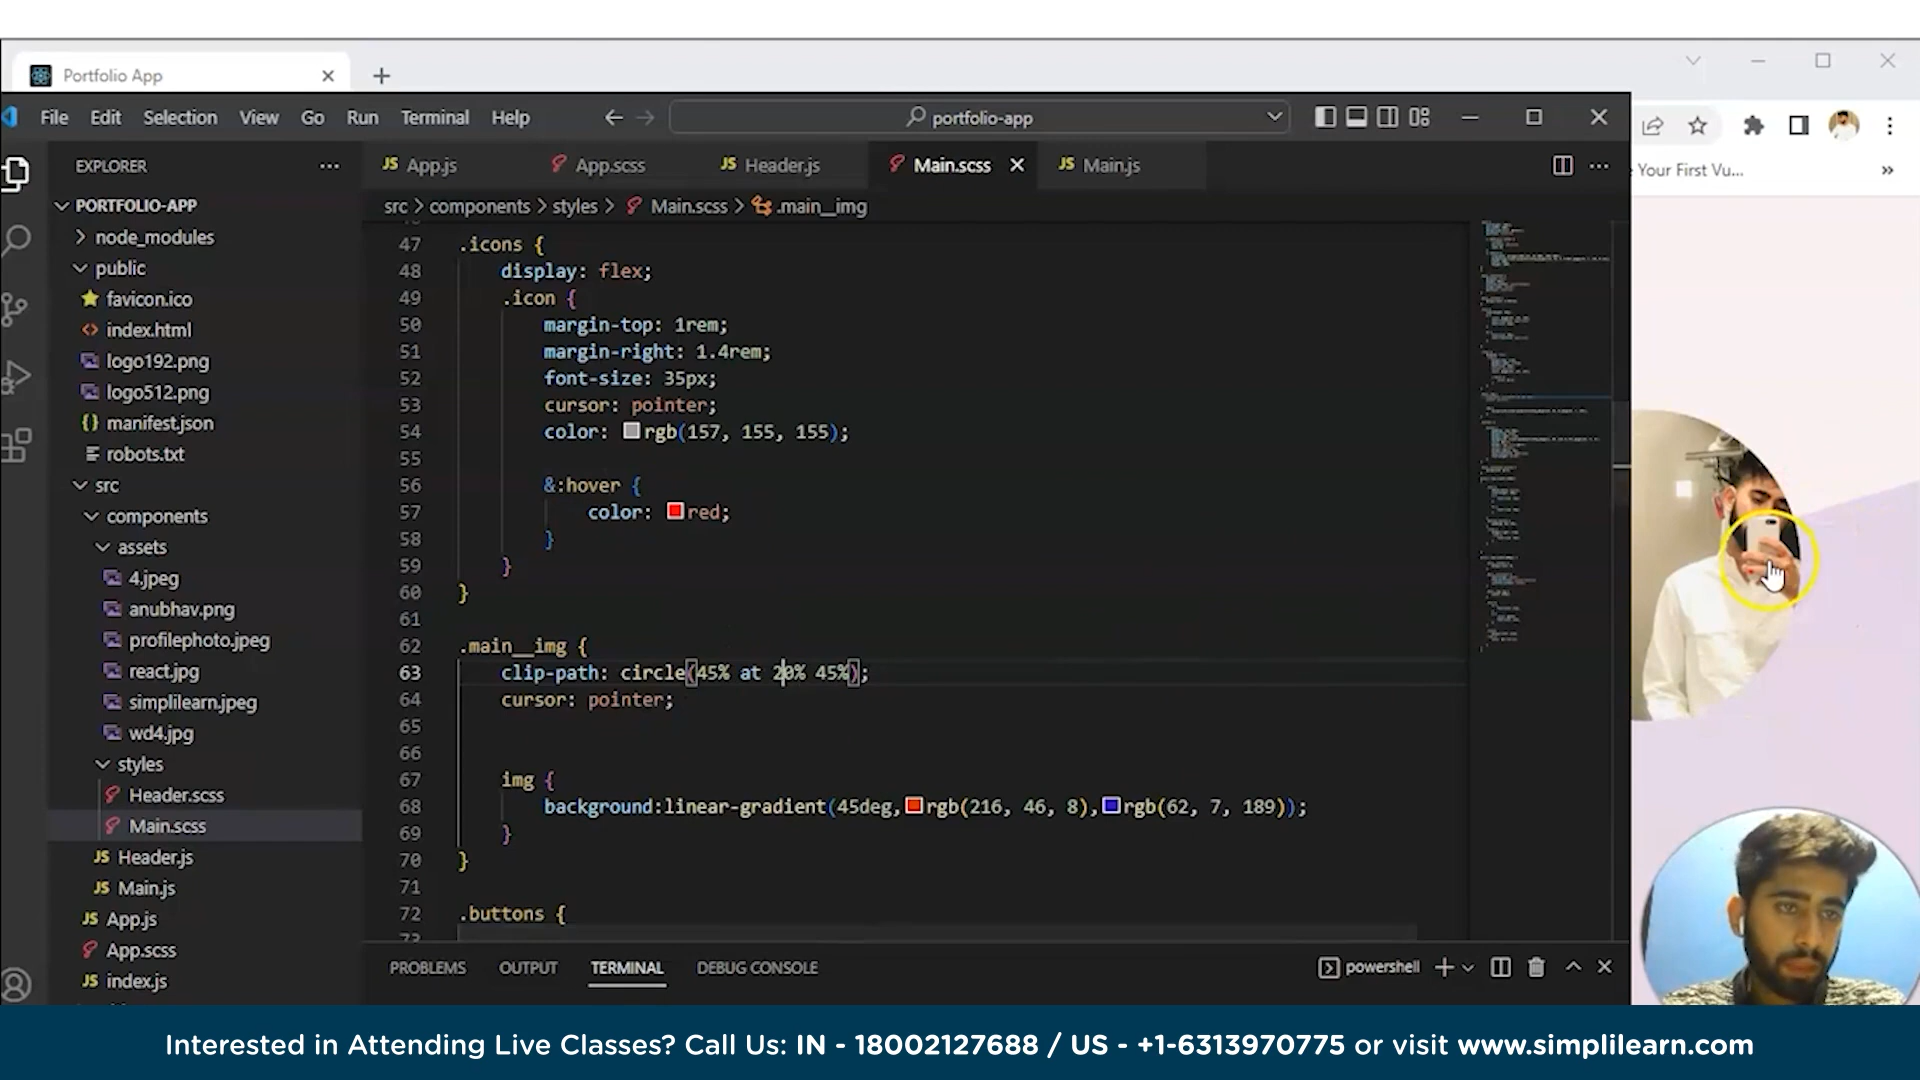 Portfolio App
File Edit Selection View Go Run Terminal Help
portfolio-app
Your First Vu...
EXPLORER
PORTFOLIO-APP
node_modules
public
favicon.ico
index.html
logo192.png
logo512.png
manifest.json
robots.txt
src
components
assets
4.jpeg
anubhav.png
profilephoto.jpeg
react.jpg
simplilearn.jpeg
wd4.jpg
styles
Header.scss
Main.scss
JS Header.js
JS Main.js
JS App.js
App.scss
JS index.js
JS App.js App.scss JS Header.js Main.scss JS Main.js
src > components > styles > Main.scss > .main__img
47 .icons {
48 display: flex;
49 .icon {
50 margin-top: 1rem;
51 margin-right: 1.4rem;
52 font-size: 35px;
53 cursor: pointer;
54 color: rgb(157, 155, 155);
55
56 &:hover {
57 color: red;
58 }
59 }
60 }
61
62 .main__img {
63 clip-path: circle(45% at 20% 45%);
64 cursor: pointer;
65
66
67 img {
68 background:linear-gradient(45deg,rgb(216, 46, 8),rgb(62, 7, 189));
69 }
70 }
71
72 .buttons {
73
PROBLEMS OUTPUT TERMINAL DEBUG CONSOLE
powershell
Interested in Attending Live Classes? Call Us: IN - 18002127688 / US - +1-6313970775 or visit www.simplilearn.com